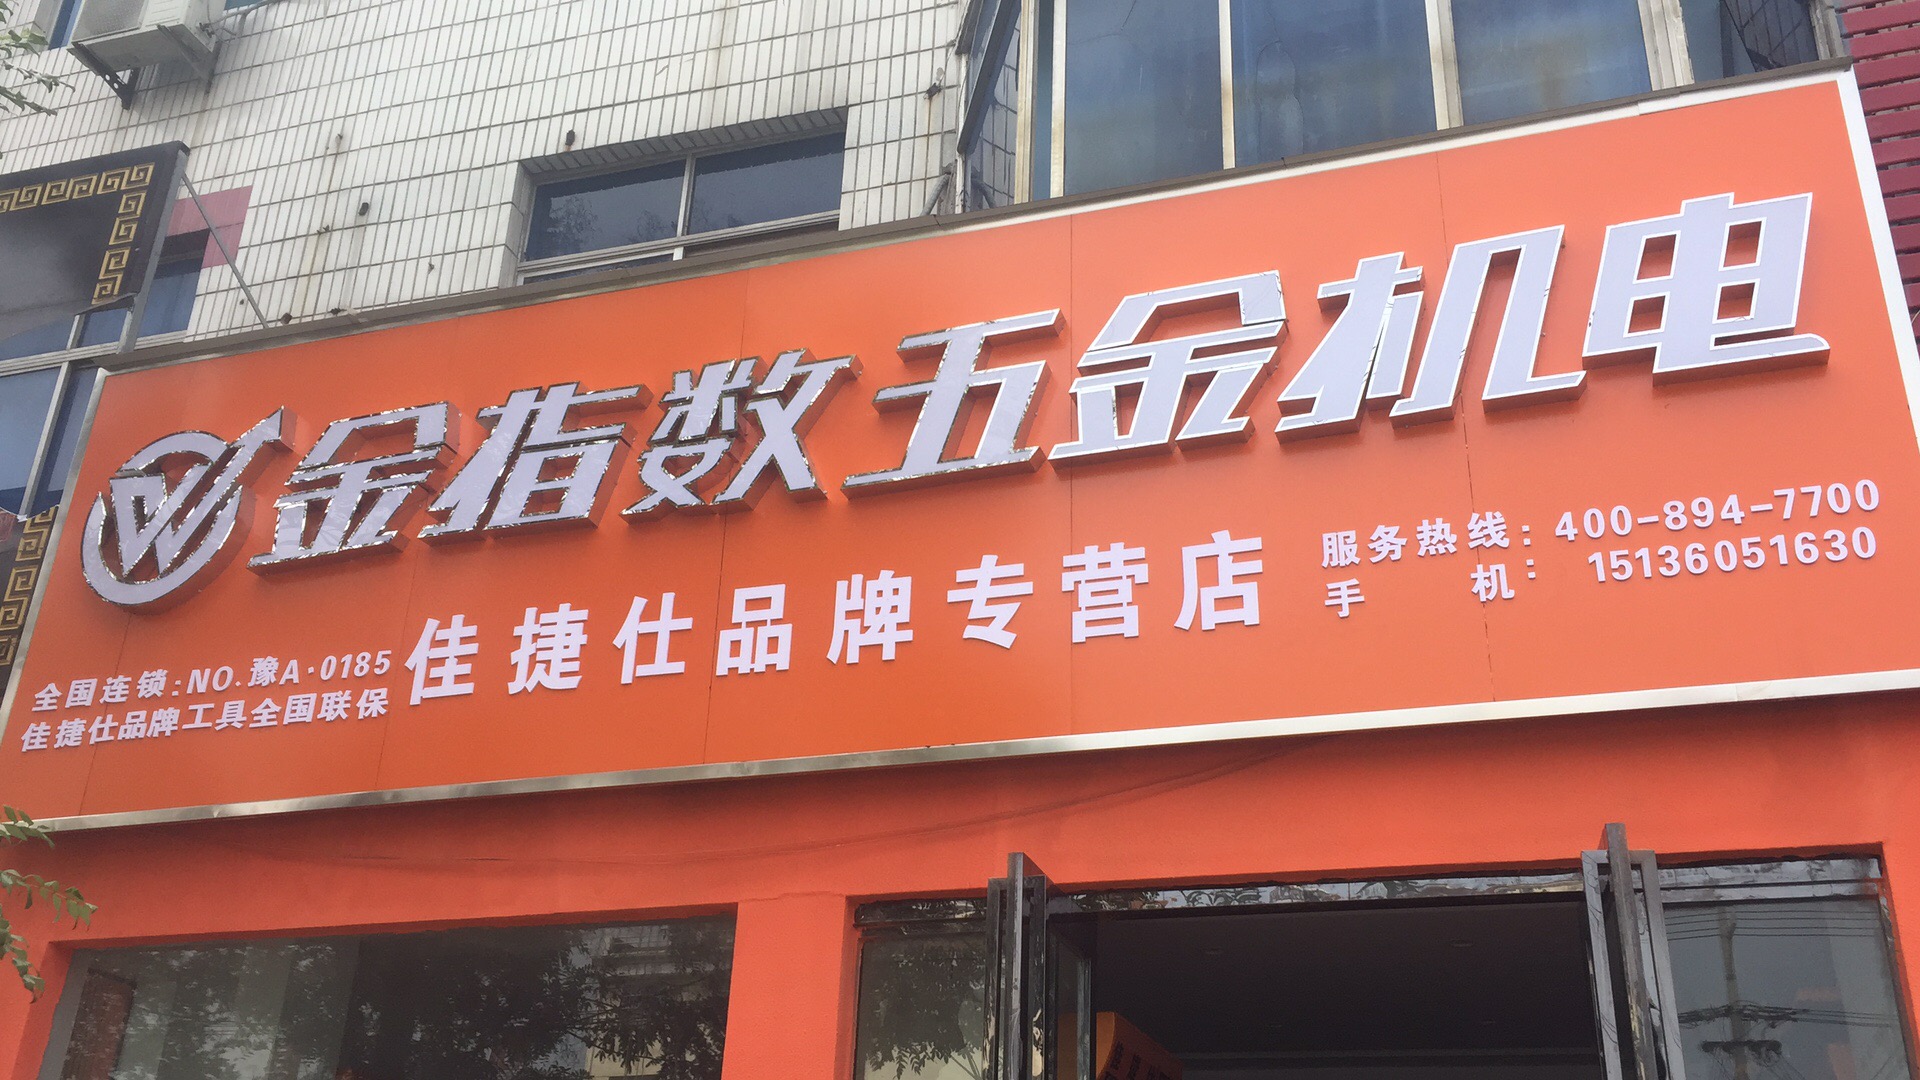 金指数五金机电
佳捷仕品牌专营店
服务热线：400-894-7700
手机：15136051630
全国连锁：NO.豫A·0185
佳捷仕品牌工具全国联保